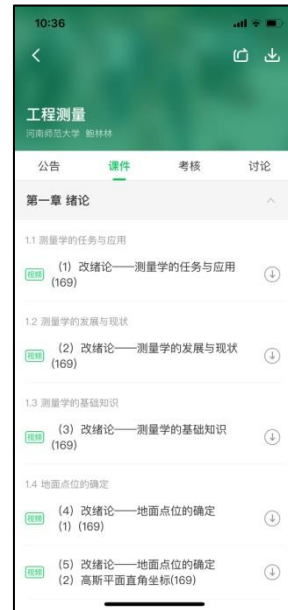 10:36
工程测量
河南师范大学 鲍林林
公告 课件 考核 讨论
第一章 绪论
1.1 测量学的任务与应用
视频 (1) 改绪论——测量学的任务与应用
(169)
1.2 测量学的发展与现状
视频 (2) 改绪论——测量学的发展与现状
(169)
1.3 测量学的基础知识
视频 (3) 改绪论——测量学的基础知识
(169)
1.4 地面点位的确定
视频 (4) 改绪论——地面点位的确定
(1) (169)
视频 (5) 改绪论——地面点位的确定
(2) 高斯平面直角坐标(169)